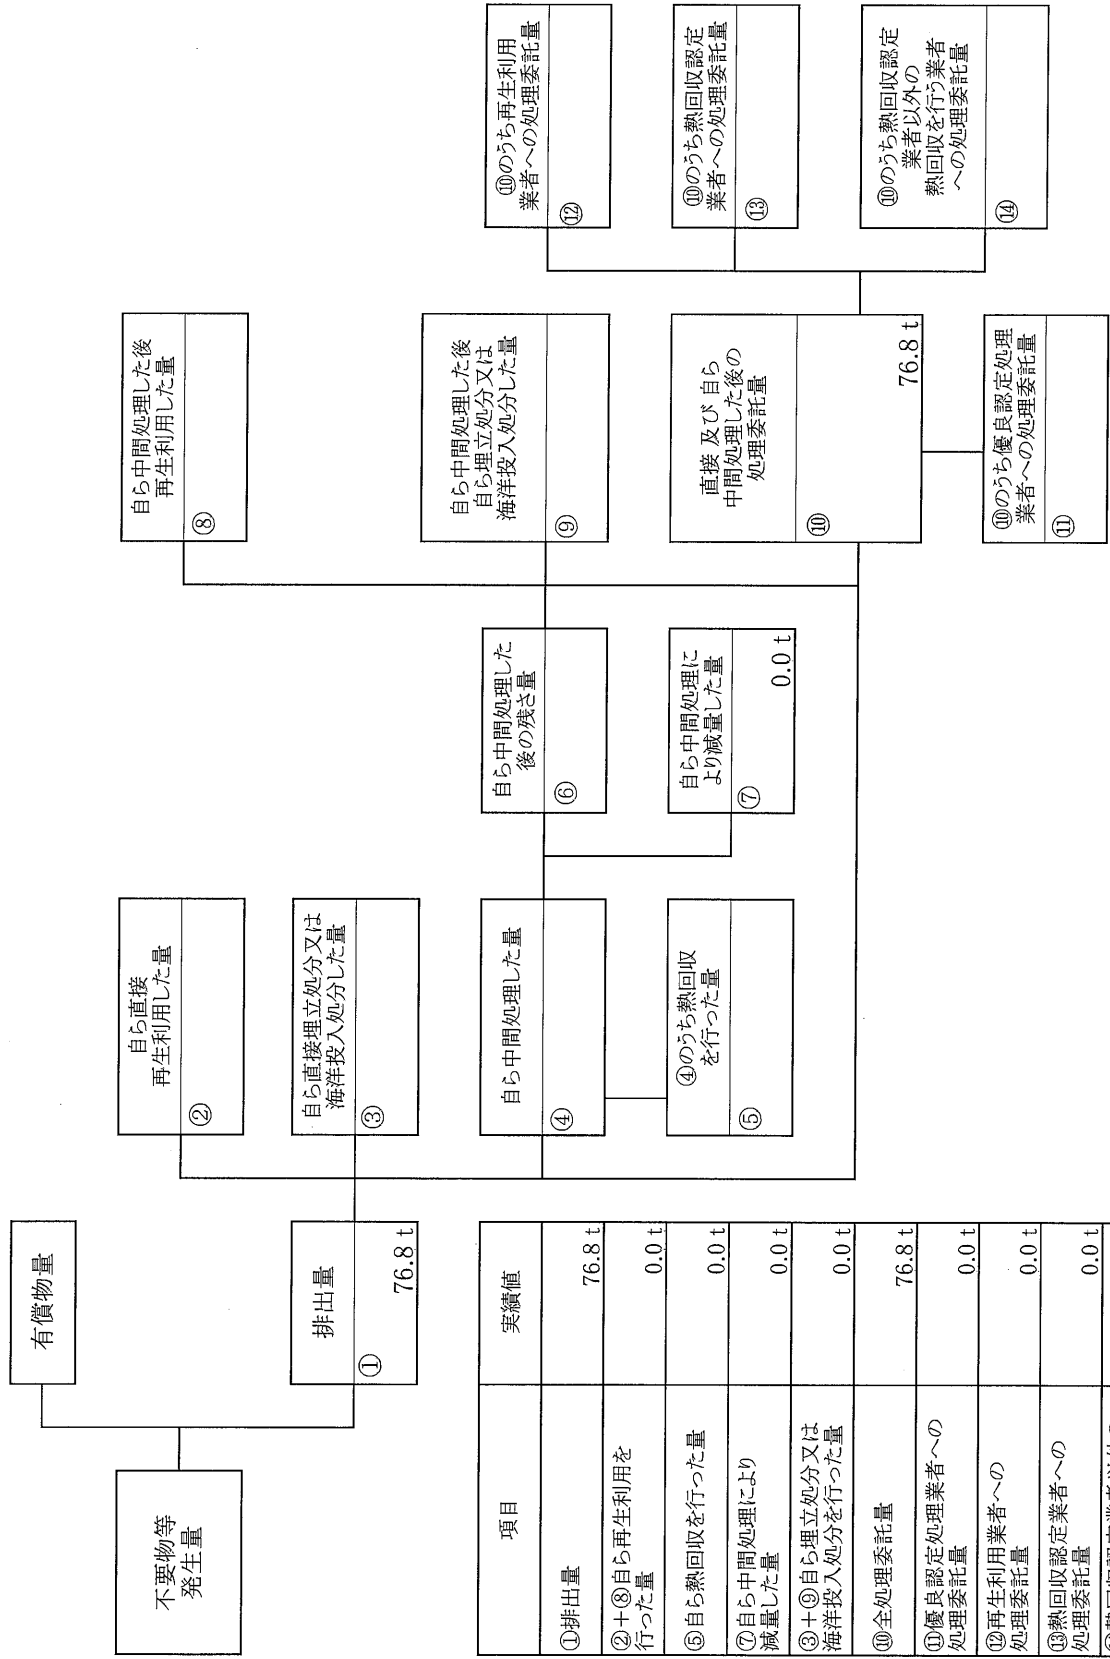 不要物等
発生量
有償物量
排出量
①
76.8 t
自ら直接
再生利用した量
②
自ら直接埋立処分又は
海洋投入処分した量
③
自ら中間処理した量
④
④のうち熱回収
を行った量
⑤
自ら中間処理した
後の残さ量
⑥
自ら中間処理に
より減量した量
⑦
0.0 t
自ら中間処理した後
再生利用した量
⑧
自ら中間処理した後
自ら埋立処分又は
海洋投入処分した量
⑨
直接 及び 自ら
中間処理した後の
処理委託量
⑩
76.8 t
⑩のうち優良認定処理
業者への処理委託量
⑪
⑩のうち再生利用
業者への処理委託量
⑫
⑩のうち熱回収認定
業者への処理委託量
⑬
⑩のうち熱回収認定
業者以外の
熱回収を行う業者
への処理委託量
⑭
項目 実績値
①排出量 76.8 t
②+⑧自ら再生利用を
行った量 0.0 t
⑤自ら熱回収を行った量 0.0 t
⑦自ら中間処理により
減量した量 0.0 t
③+⑨自ら埋立処分又は
海洋投入処分を行った量 0.0 t
⑩全処理委託量 76.8 t
⑪優良認定処理業者への
処理委託量 0.0 t
⑫再生利用業者への
処理委託量 0.0 t
⑬熱回収認定業者への
処理委託量 0.0 t